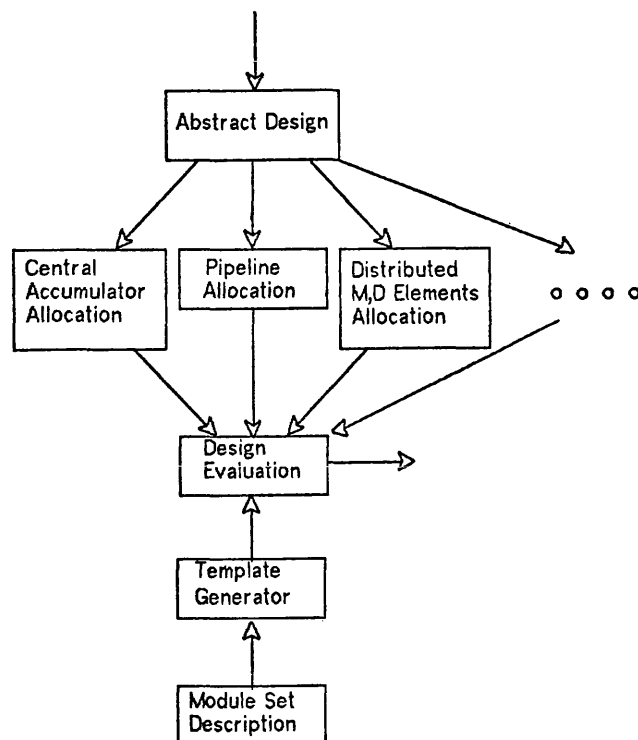 Abstract Design
Central
Accumulator
Allocation
Pipeline
Allocation
Distributed
M,D Elements
Allocation
Design
Evaluation
Template
Generator
Module Set
Description